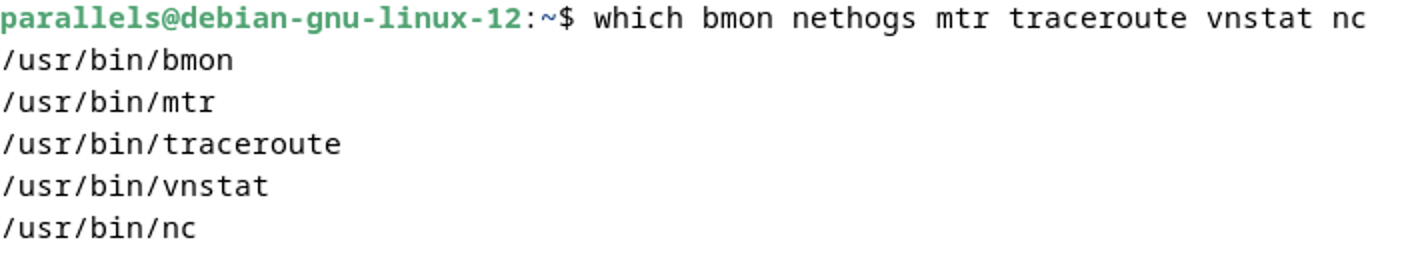 parallels@debian-gnu-linux-12:~$ which bmon nethogs mtr traceroute vnstat nc
/usr/bin/bmon
/usr/bin/mtr
/usr/bin/traceroute
/usr/bin/vnstat
/usr/bin/nc